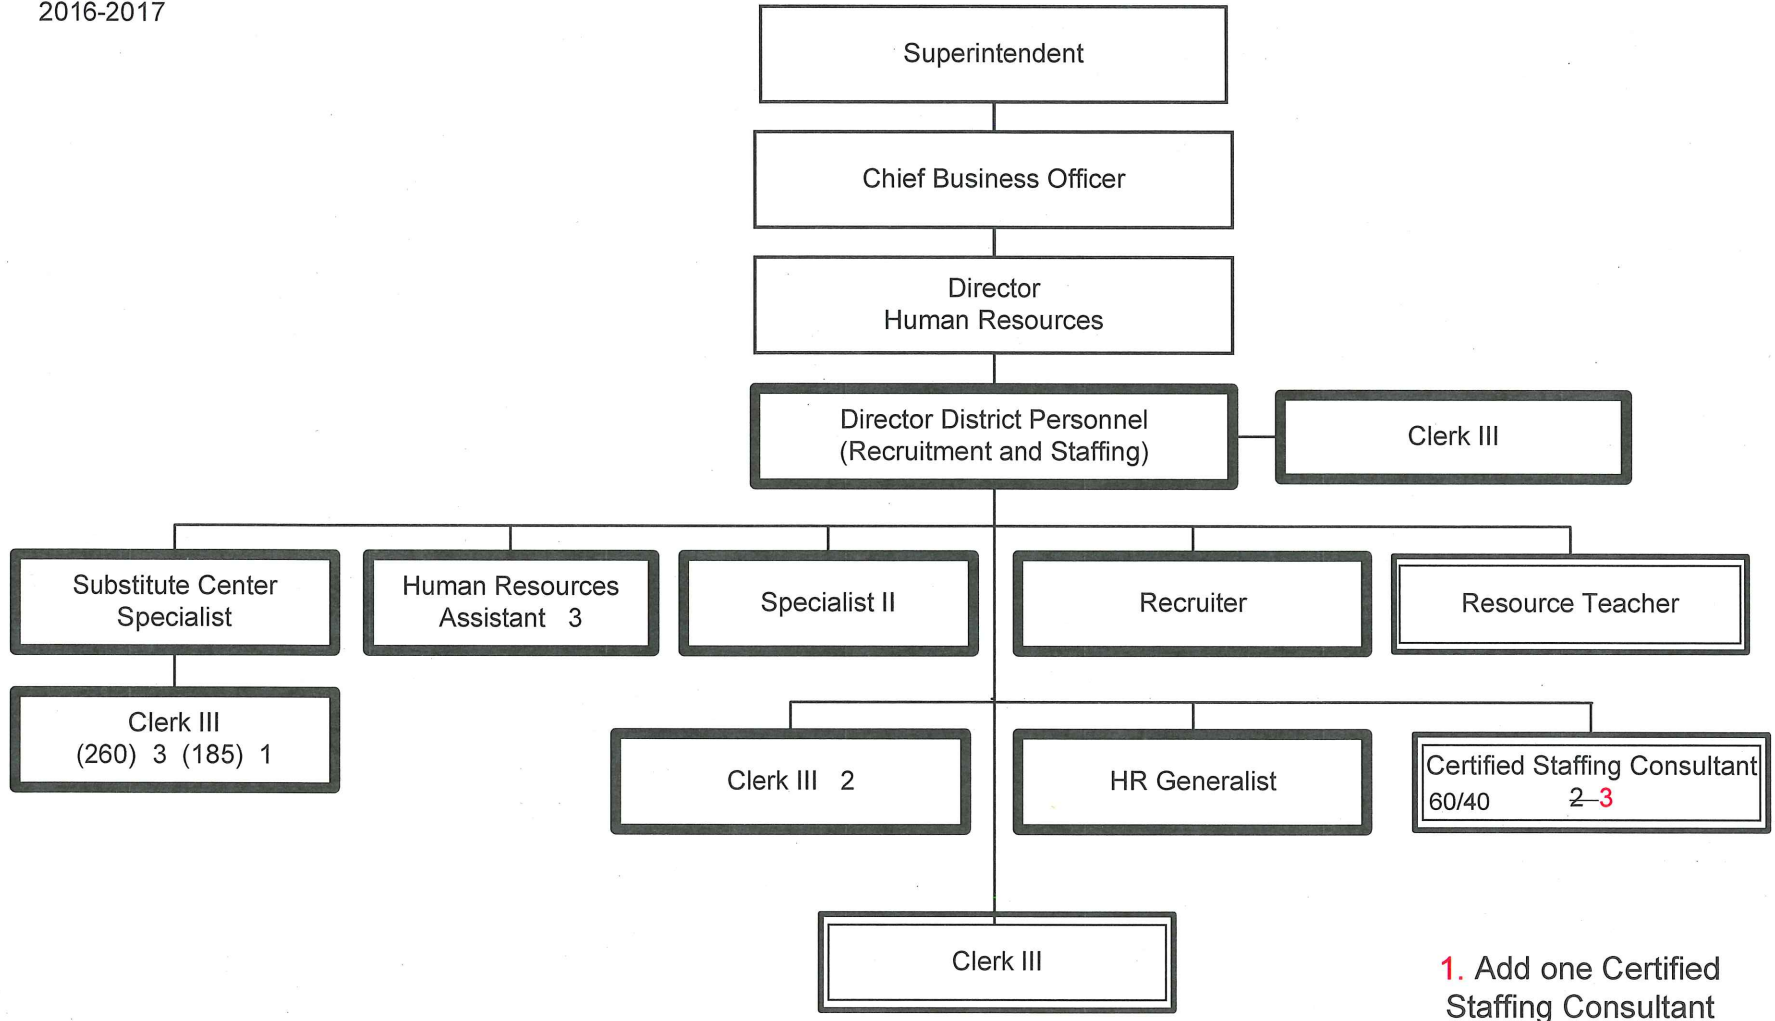 2016-2017
Superintendent
Chief Business Officer
Director
Human Resources
Director District Personnel
(Recruitment and Staffing)
Clerk III
Substitute Center
Specialist
Human Resources
Assistant 3
Specialist II
Recruiter
Resource Teacher
Clerk III
(260) 3 (185) 1
Clerk III 2
HR Generalist
Certified Staffing Consultant
60/40 2 3
Clerk III
1. Add one Certified
Staffing Consultant